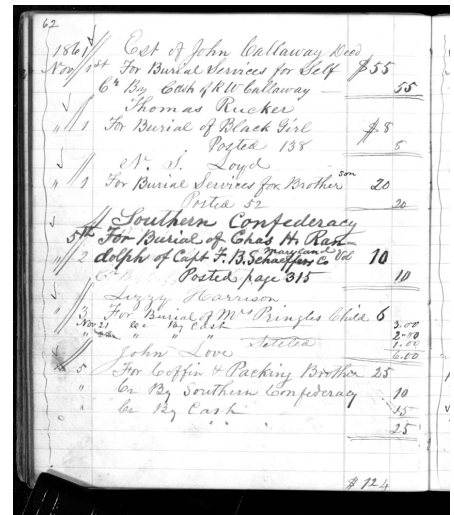 62
1861 Est of John Callaway Decd
Nov 1st For Burial Services for Self $55
Cr By Cash of R W Callaway — 55
Thomas Rucker
" 1 For Burial of Black Girl $8
Posted 138 8
N. S. Loyd
" 1 For Burial Services for Brother son 20
Posted 52 20
Southern Confederacy
5th For Burial of Chas H. Ran-
" 2 dolph of Capt F. B. Schaeffers Co Maryland Vol 10
Posted page 315 10
Lizzy Harrison
" 3 For Burial of Mrs Pringles Child 6
Nov 21 By Cash 3.00
" " " 2.00
Settled 1.00
John Love 6.00
" 5 For Coffin & Packing Brother 25
" Cr By Southern Confederacy 10
" Cr By Cash 15
" " 25
$124